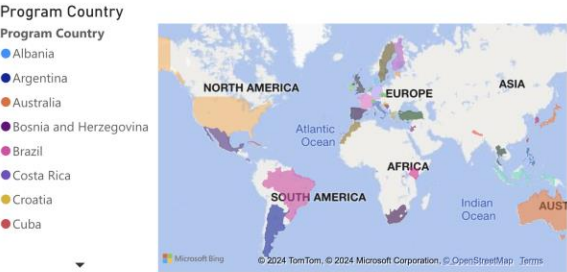 Program Country
Program Country
Albania
Argentina
Australia
Bosnia and Herzegovina
Brazil
Costa Rica
Croatia
Cuba
NORTH AMERICA
EUROPE
ASIA
Atlantic
Ocean
AFRICA
SOUTH AMERICA
Indian
Ocean
AUST
Microsoft Bing
© 2024 TomTom, © 2024 Microsoft Corporation, © OpenStreetMap Terms